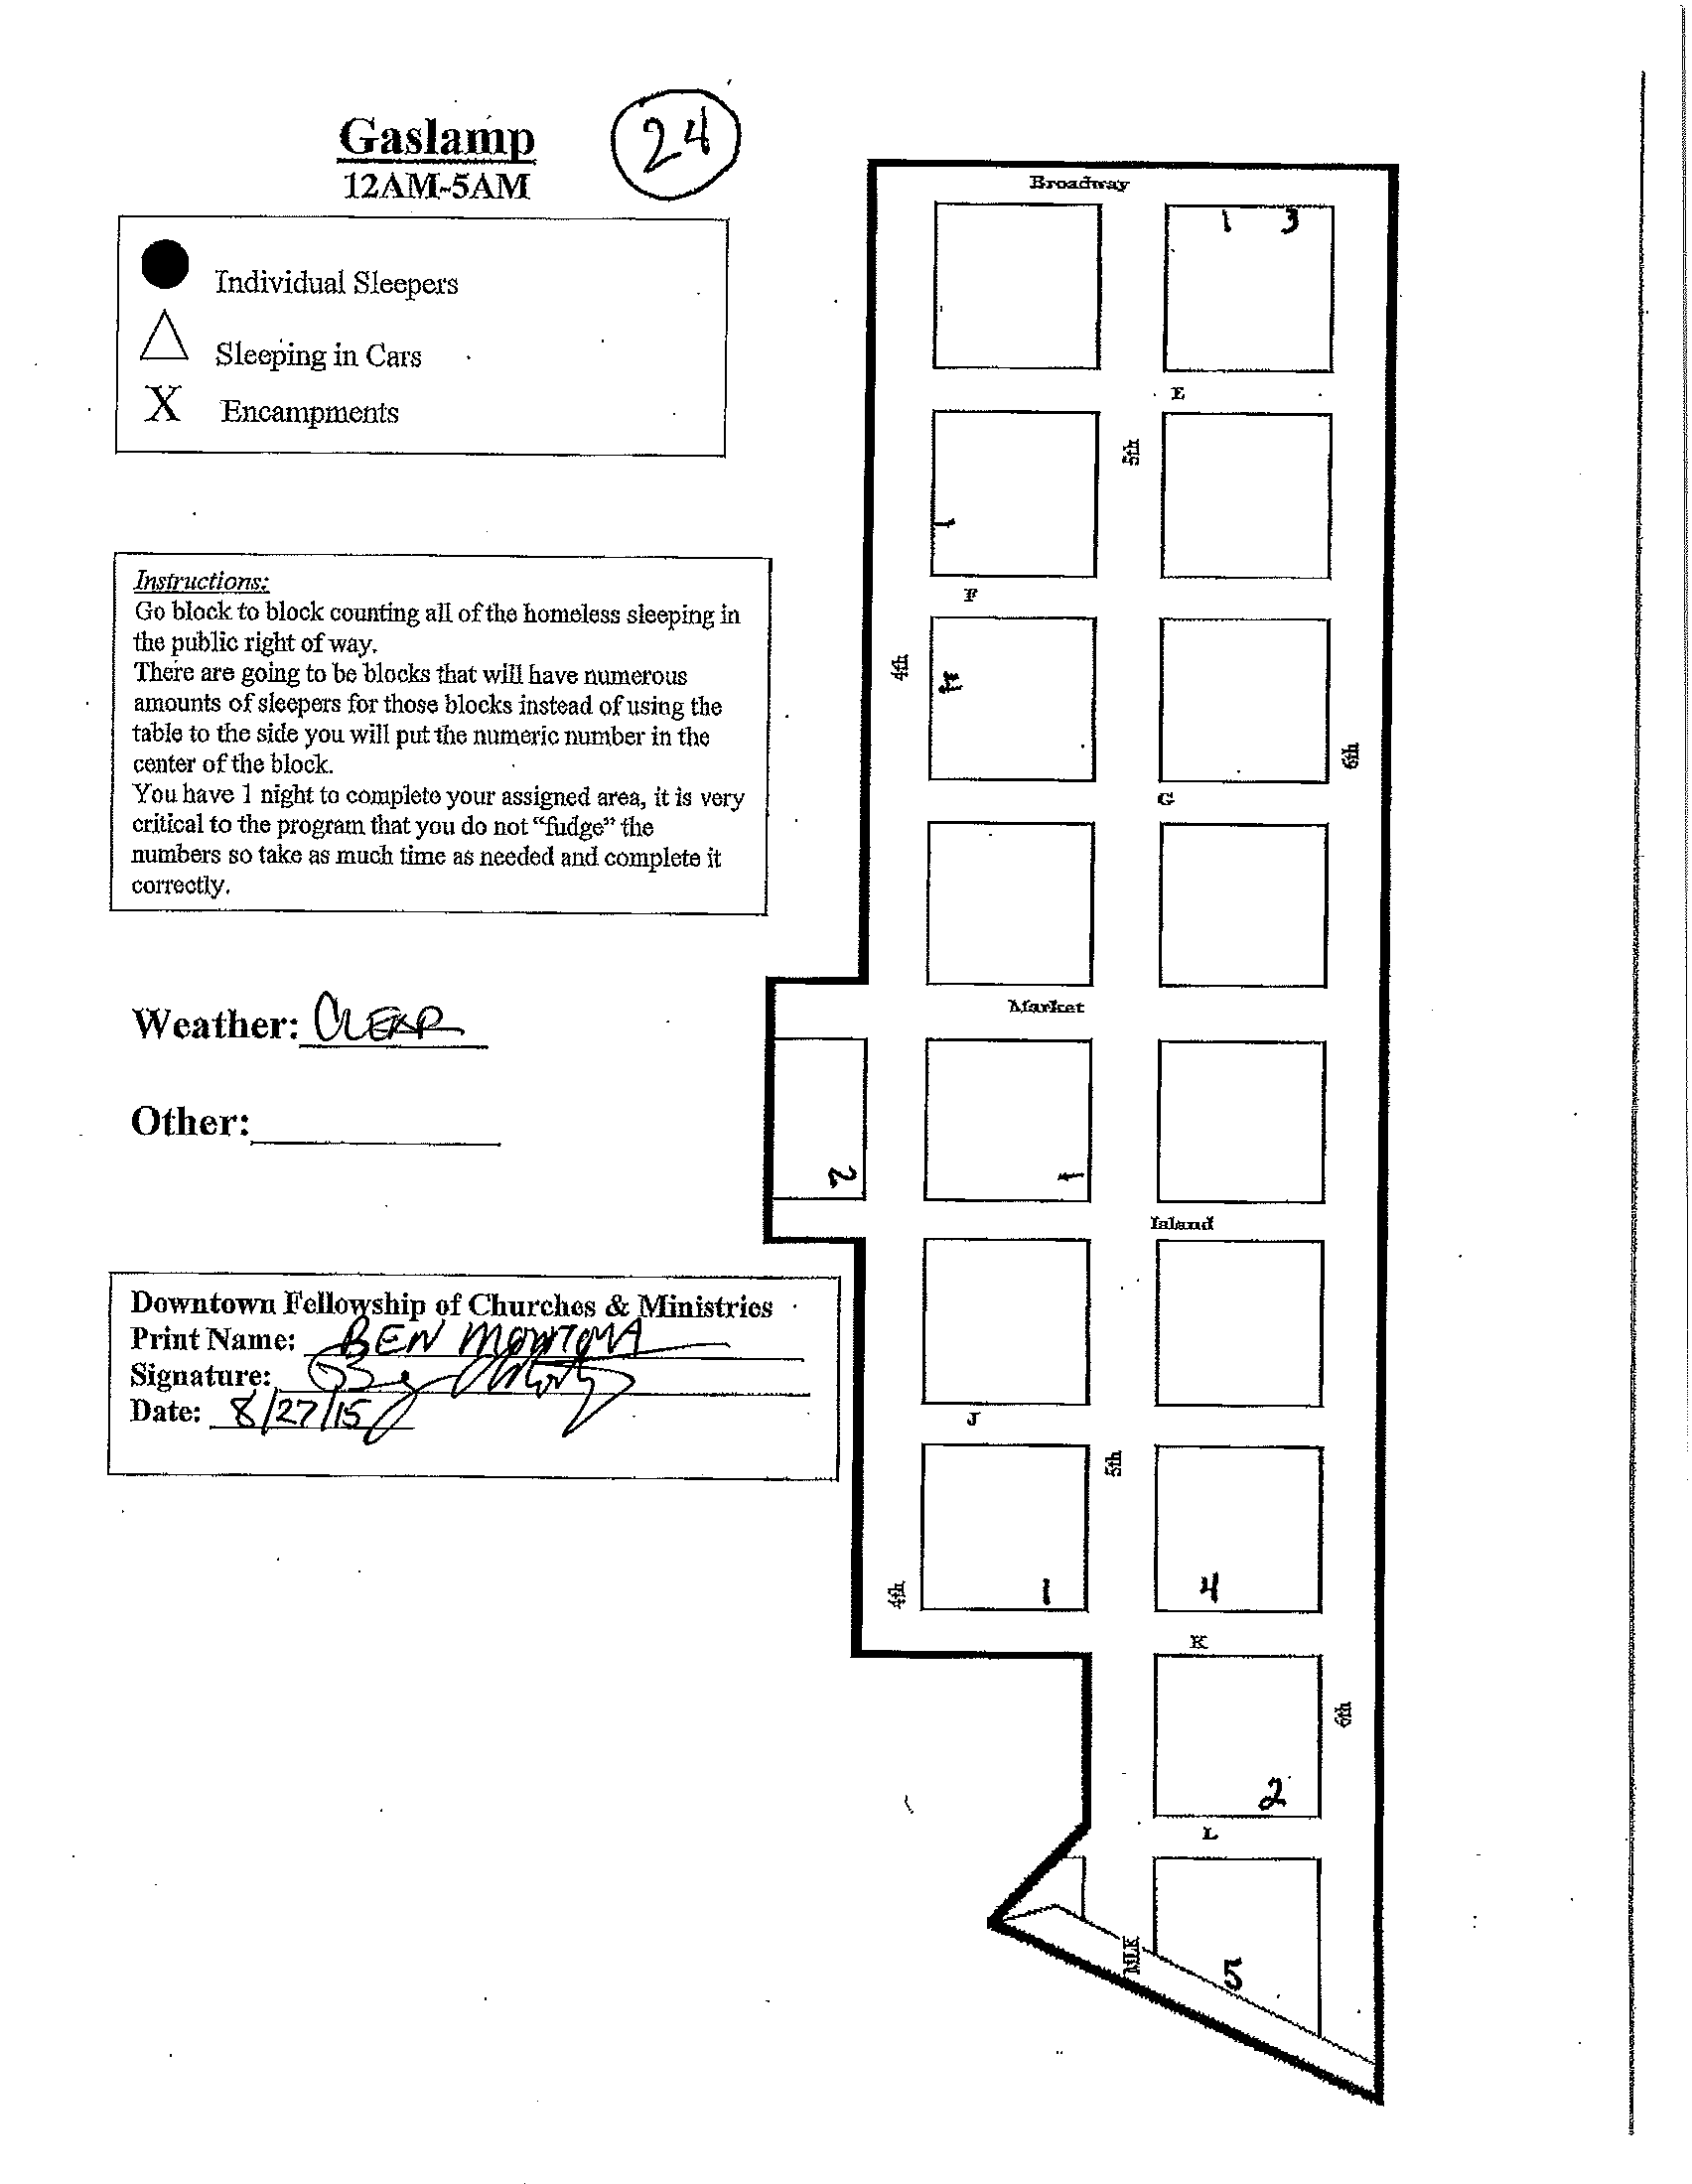 Gaslamp
24
12AM-5AM
Individual Sleepers
Sleeping in Cars
X Encampments
Instructions:
Go block to block counting all of the homeless sleeping in
the public right of way.
There are going to be blocks that will have numerous
amounts of sleepers for those blocks instead of using the
table to the side you will put the numeric number in the
center of the block.
You have 1 night to complete your assigned area, it is very
critical to the program that you do not “fudge” the
numbers so take as much time as needed and complete it
correctly.
Weather: CLEAR
Other:
Downtown Fellowship of Churches & Ministries
Print Name: BEN
Signature:
Date: 8/27/15
Broadway
1 3
E
5th
1
F
4th
6th
G
Market
2
1
Island
J
5th
4th
1
4
K
6th
2
L
MLK
5